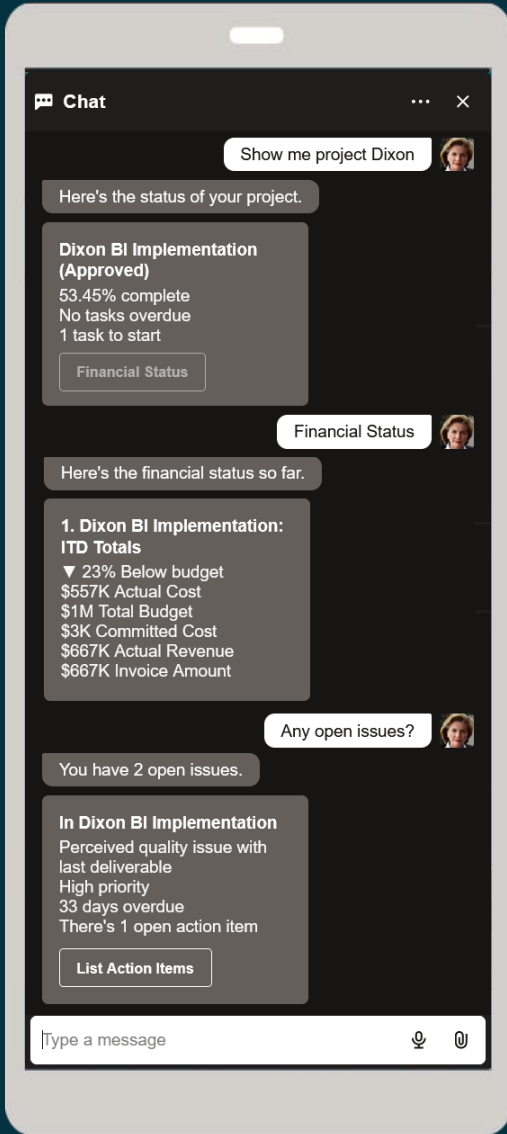 Chat
Show me project Dixon
Here's the status of your project.
Dixon BI Implementation
(Approved)
53.45% complete
No tasks overdue
1 task to start
Financial Status
Financial Status
Here's the financial status so far.
1. Dixon BI Implementation:
ITD Totals
▼ 23% Below budget
$557K Actual Cost
$1M Total Budget
$3K Committed Cost
$667K Actual Revenue
$667K Invoice Amount
Any open issues?
You have 2 open issues.
In Dixon BI Implementation
Perceived quality issue with
last deliverable
High priority
33 days overdue
There's 1 open action item
List Action Items
Type a message